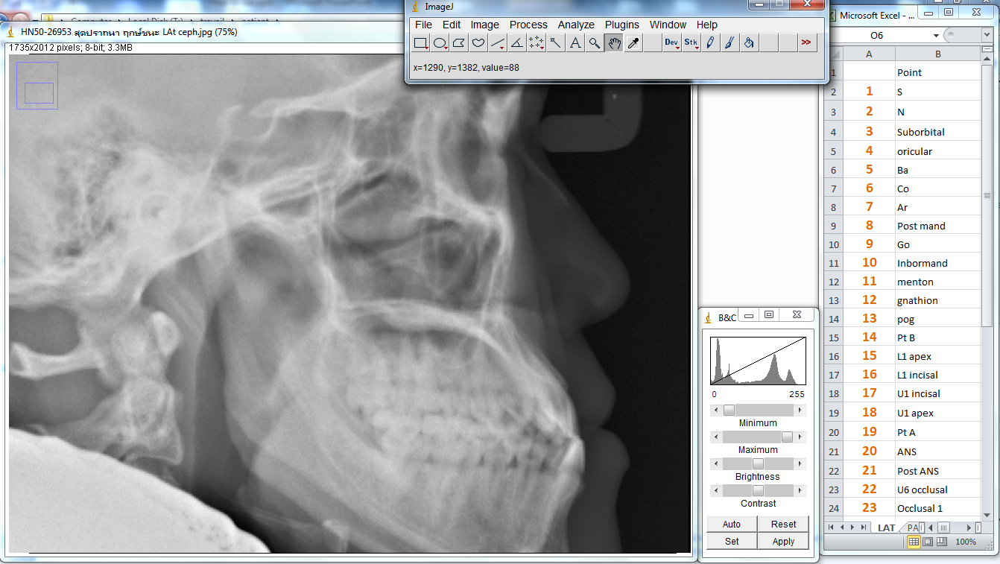 Computer
Local Disk (T:)
travail
patient
ImageJ
Microsoft Excel - ...
HN50-26953 สุดปรารถนา ฤกษ์ชนะ LAt ceph.jpg (75%)
1735x2012 pixels; 8-bit; 3.3MB
File Edit Image Process Analyze Plugins Window Help
A Dev Stk >>
x=1290, y=1382, value=88
O6
A B
1 Point
2 1 S
3 2 N
4 3 Suborbital
5 4 oricular
6 5 Ba
7 6 Co
8 7 Ar
9 8 Post mand
10 9 Go
11 10 Inbormand
12 11 menton
13 12 gnathion
14 13 pog
15 14 Pt B
16 15 L1 apex
17 16 L1 incisal
18 17 U1 incisal
19 18 U1 apex
20 19 Pt A
21 20 ANS
22 21 Post ANS
23 22 U6 occlusal
24 23 Occlusal 1
LAT PA
100%
B&C
0 255
Minimum
Maximum
Brightness
Contrast
Auto Reset
Set Apply